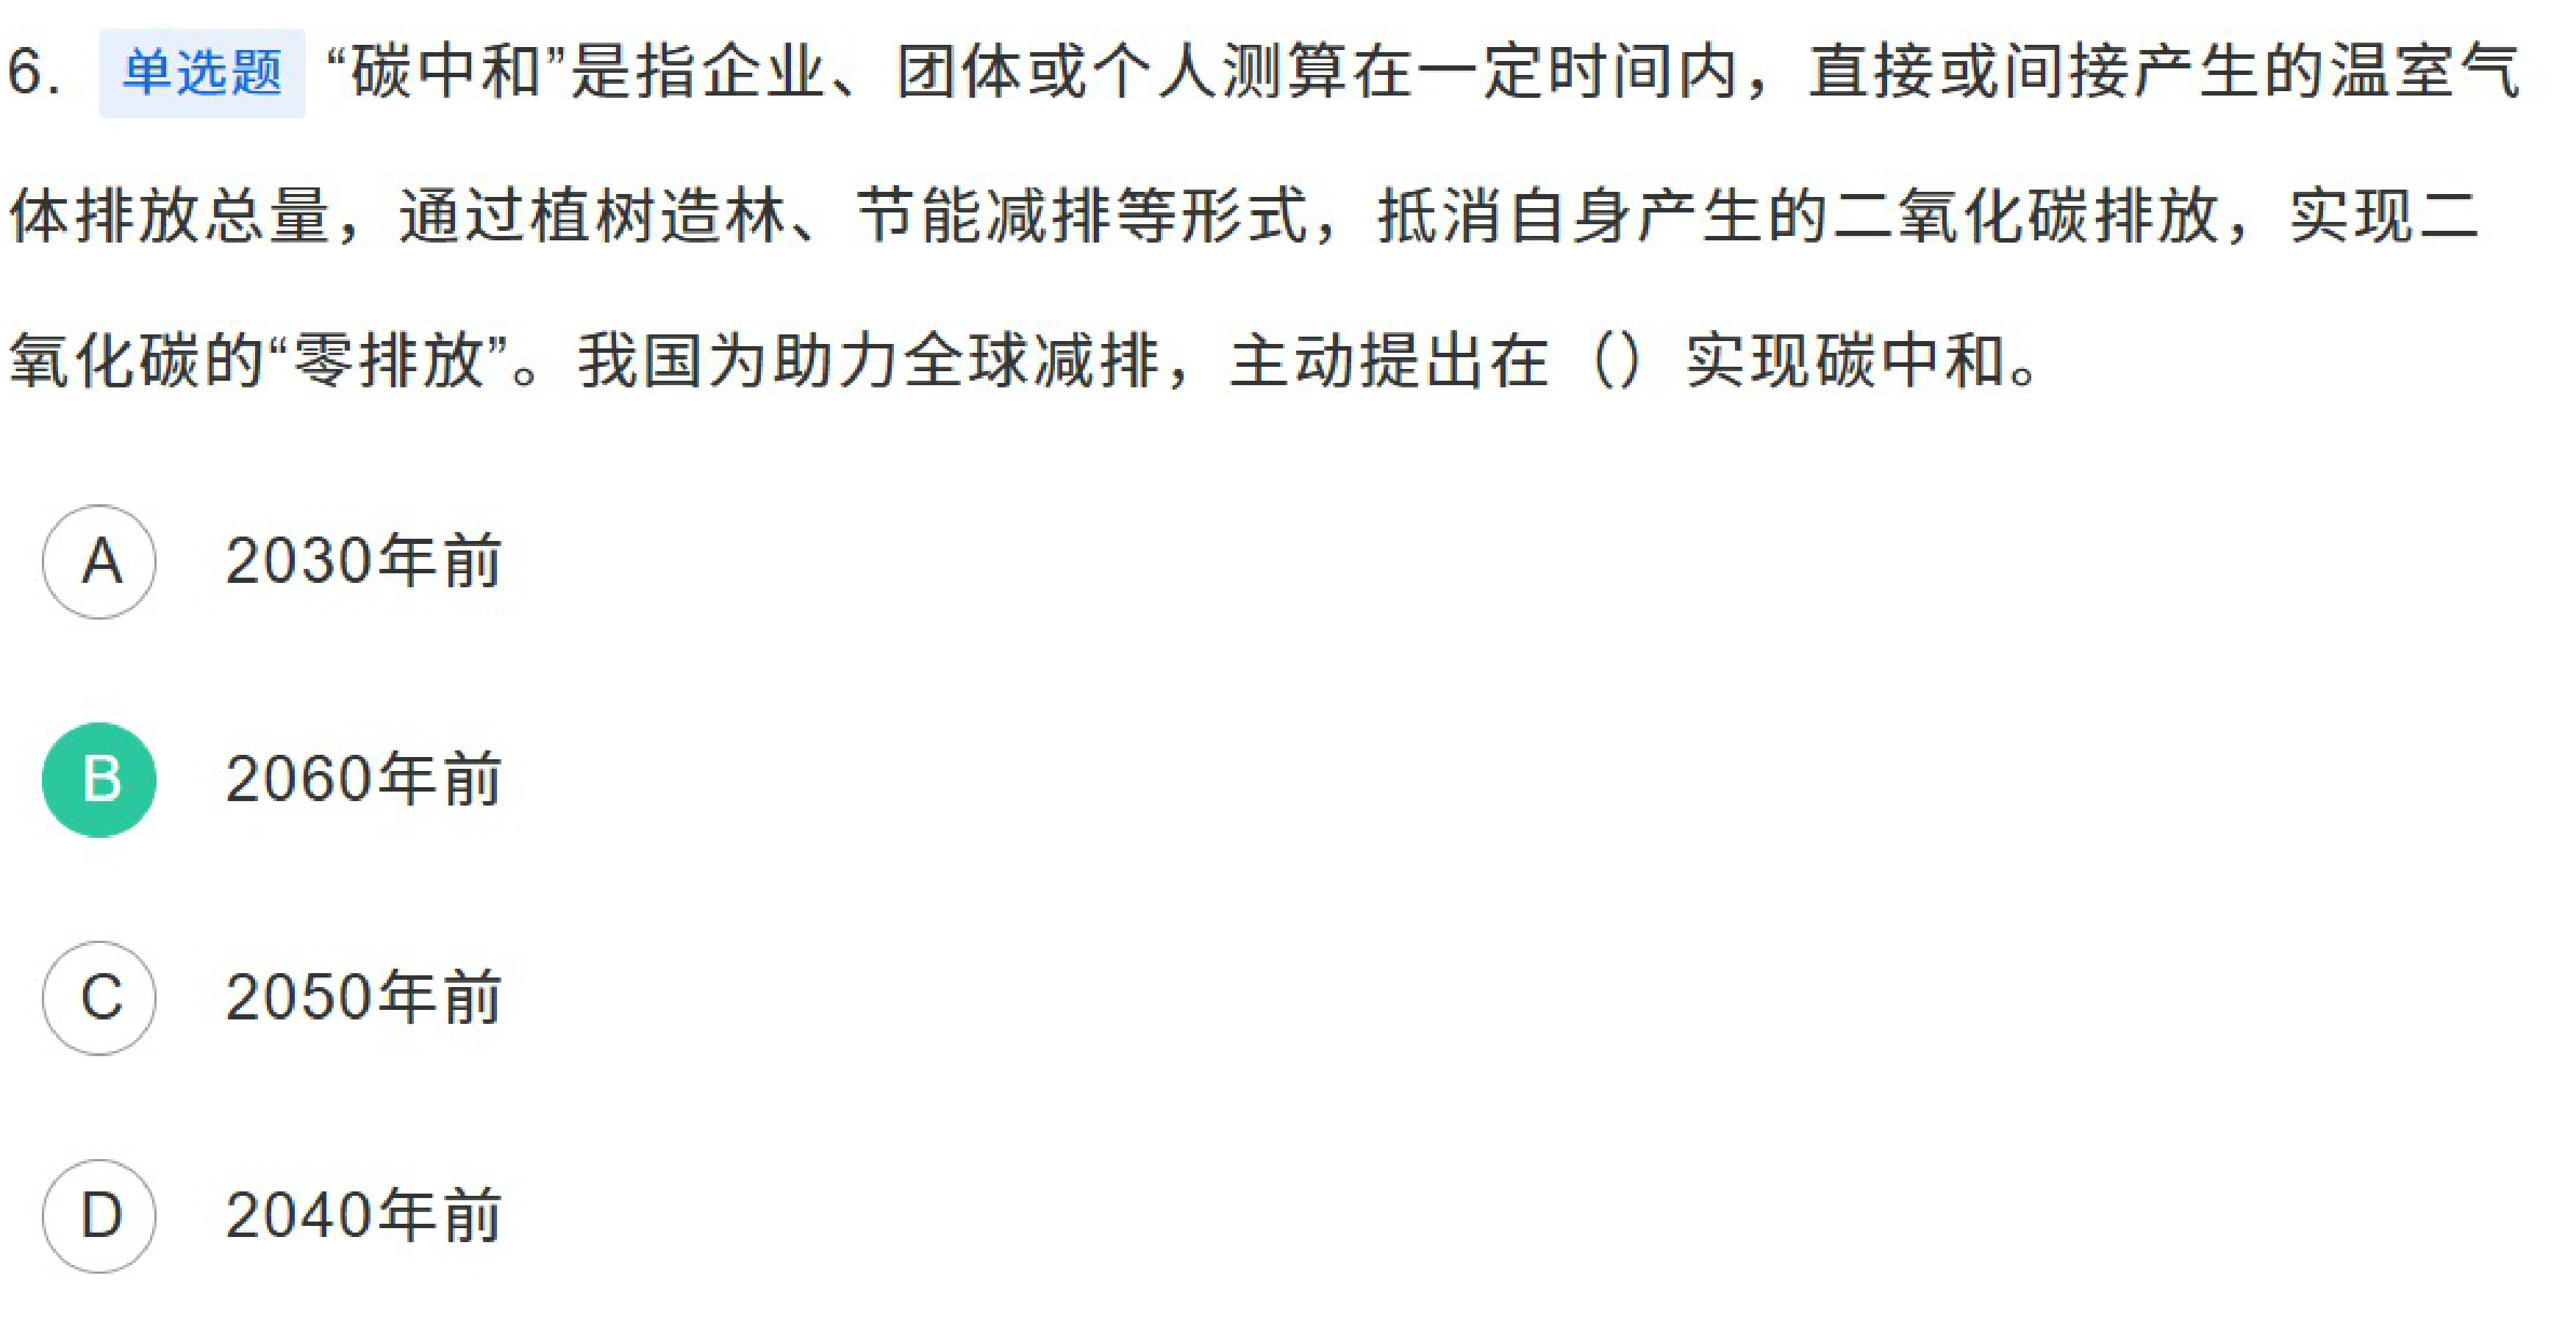 6. 单选题 “碳中和”是指企业、团体或个人测算在一定时间内，直接或间接产生的温室气
体排放总量，通过植树造林、节能减排等形式，抵消自身产生的二氧化碳排放，实现二
氧化碳的“零排放”。我国为助力全球减排，主动提出在（）实现碳中和。
A 2030年前
B 2060年前
C 2050年前
D 2040年前